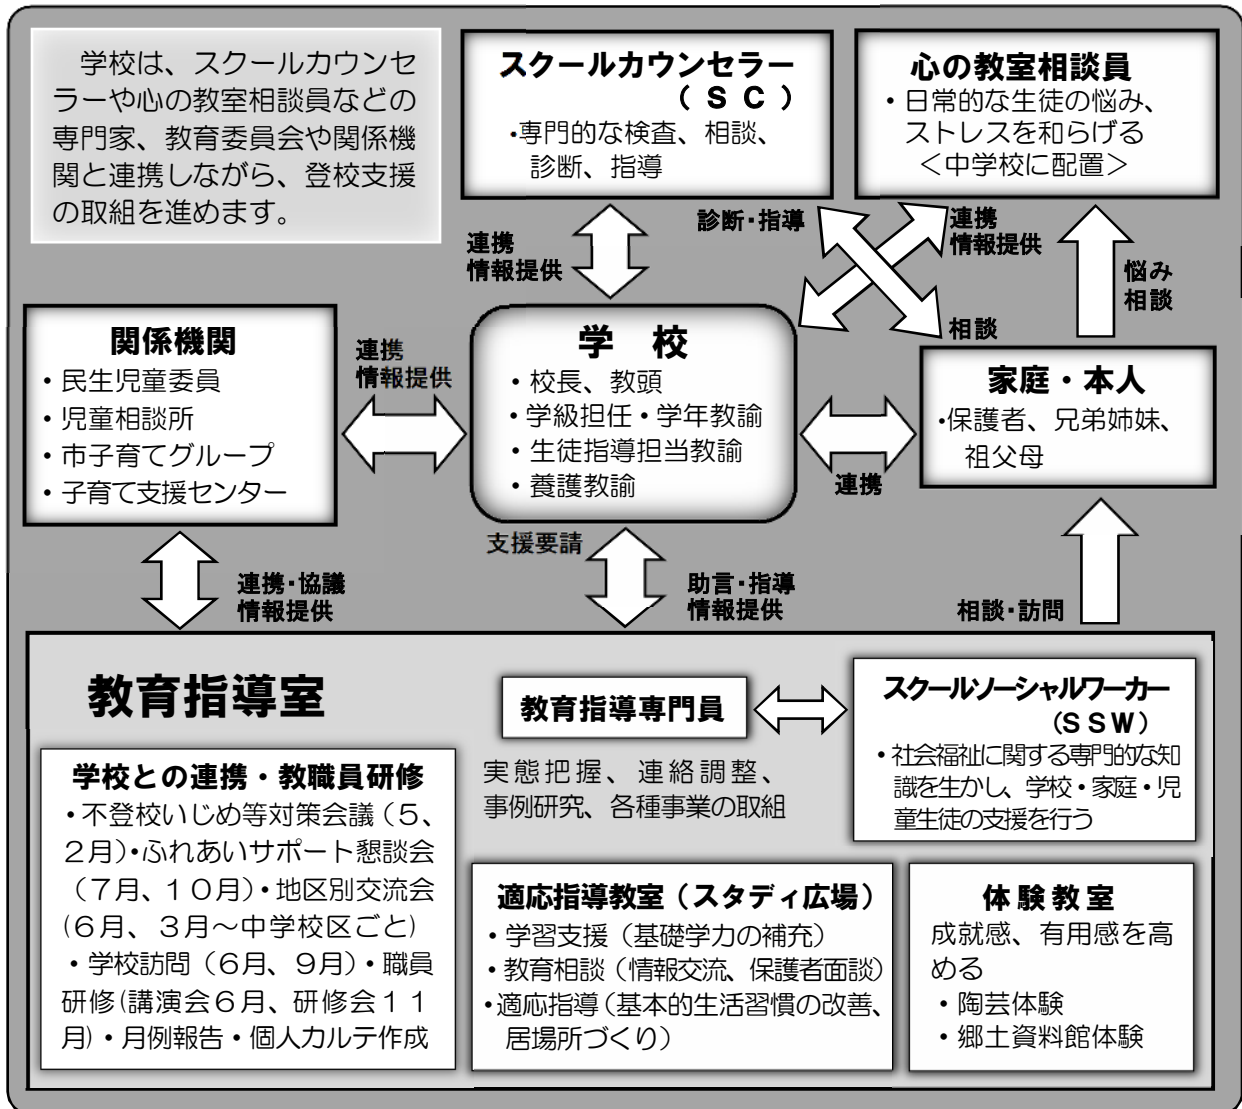 学校は、スクールカウンセ
ラーや心の教室相談員などの
専門家、教育委員会や関係機
関と連携しながら、登校支援
の取組を進めます。
スクールカウンセラー
（ＳＣ）
・専門的な検査、相談、
診断、指導
心の教室相談員
・日常的な生徒の悩み、
ストレスを和らげる
＜中学校に配置＞
連携
情報提供
診断・指導
連携
情報提供
悩み
相談
相談
関係機関
・民生児童委員
・児童相談所
・市子育てグループ
・子育て支援センター
連携
情報提供
学　校
・校長、教頭
・学級担任・学年教諭
・生徒指導担当教諭
・養護教諭
連携
家庭・本人
・保護者、兄弟姉妹、
祖父母
連携・協議
情報提供
支援要請
助言・指導
情報提供
相談・訪問
教育指導室
教育指導専門員
実態把握、連絡調整、
事例研究、各種事業の取組
スクールソーシャルワーカー
（ＳＳＷ）
・社会福祉に関する専門的な知
識を生かし、学校・家庭・児
童生徒の支援を行う
学校との連携・教職員研修
・不登校いじめ等対策会議（５、
２月）・ふれあいサポート懇談会
（７月、１０月）・地区別交流会
(６月、３月～中学校区ごと)
・学校訪問（６月、９月）・職員
研修(講演会６月、研修会１１
月)・月例報告・個人カルテ作成
適応指導教室（スタディ広場）
・学習支援（基礎学力の補充）
・教育相談（情報交流、保護者面談）
・適応指導（基本的生活習慣の改善、
居場所づくり）
体験教室
成就感、有用感を高
める
・陶芸体験
・郷土資料館体験